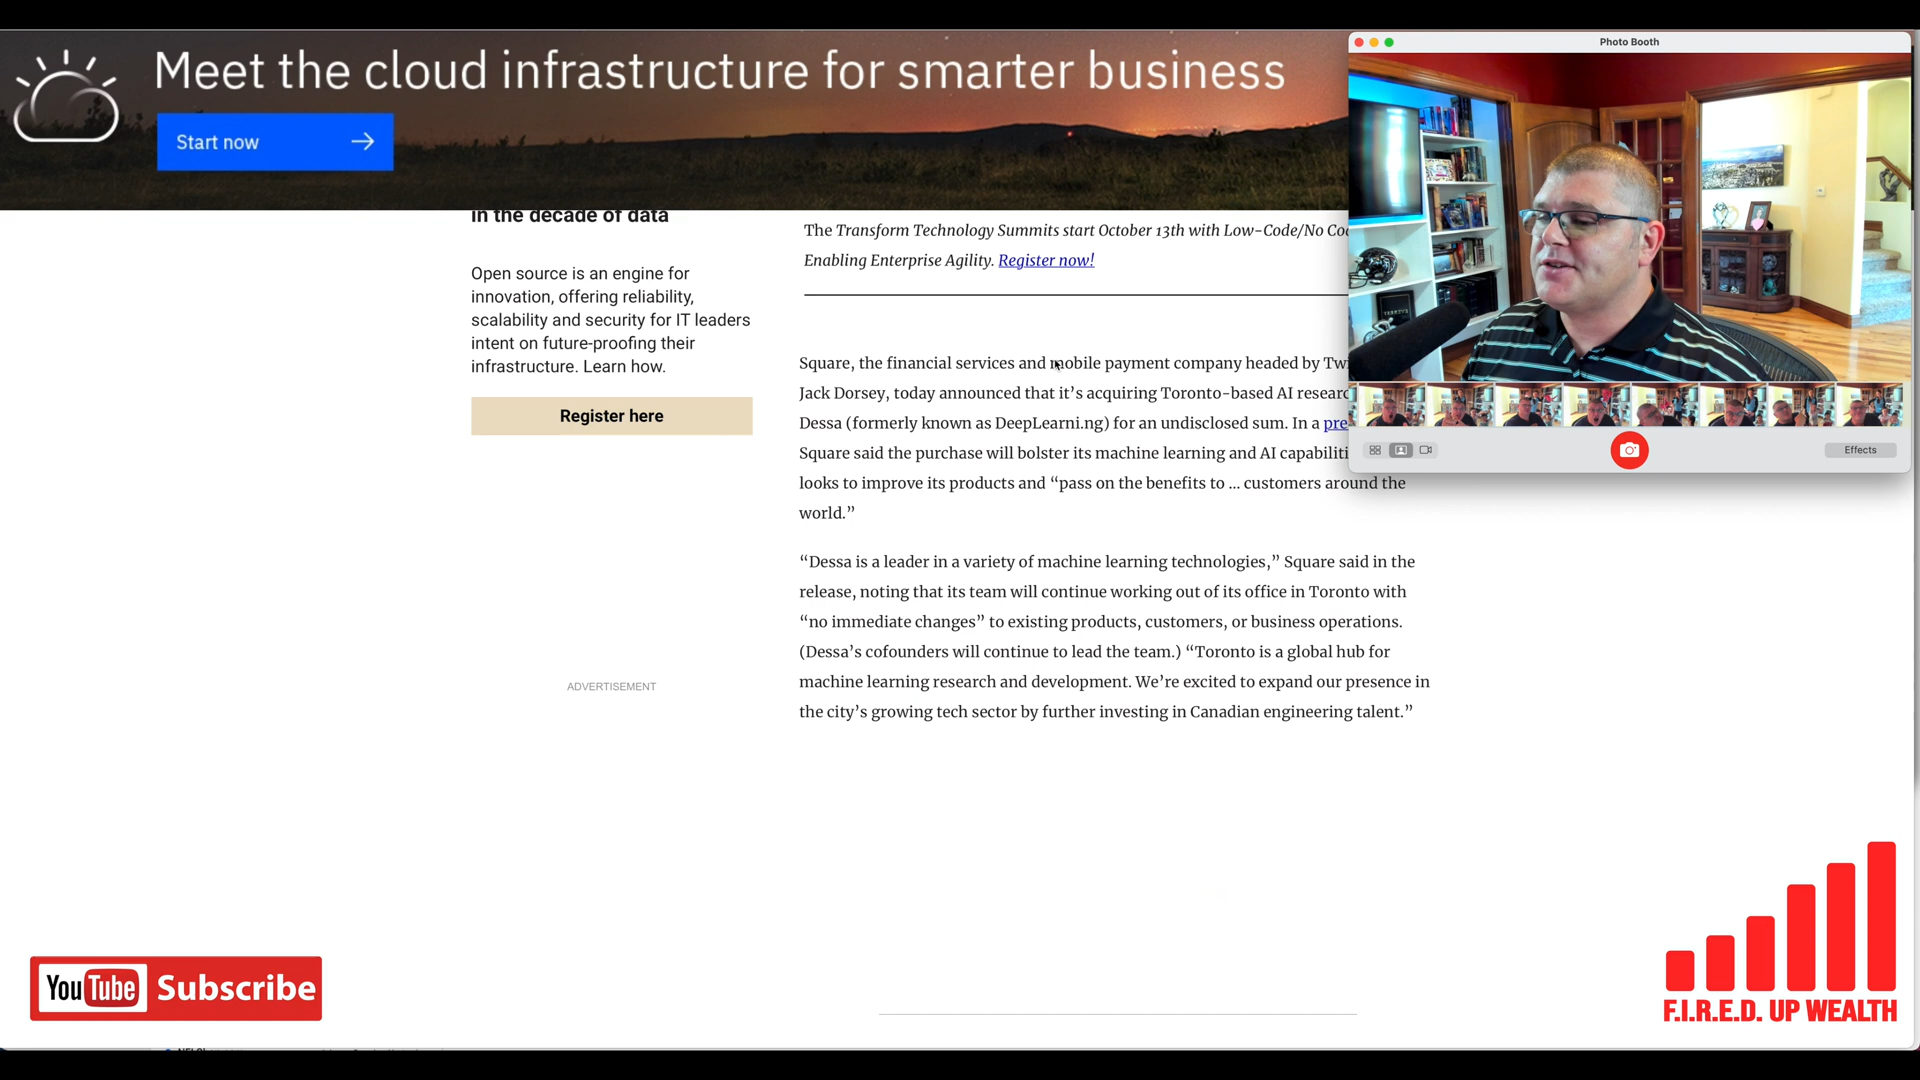 Meet the cloud infrastructure for smarter business
Start now
in the decade of data
Open source is an engine for
innovation, offering reliability,
scalability and security for IT leaders
intent on future-proofing their
infrastructure. Learn how.
Register here
ADVERTISEMENT
The Transform Technology Summits start October 13th with Low-Code/No
Enabling Enterprise Agility. Register now!
Square, the financial services and mobile payment company headed by
Jack Dorsey, today announced that it’s acquiring Toronto-based AI
Dessa (formerly known as DeepLearni.ng) for an undisclosed sum. In a
Square said the purchase will bolster its machine learning and AI
looks to improve its products and “pass on the benefits to … customers around the
world.”
“Dessa is a leader in a variety of machine learning technologies,” Square said in the
release, noting that its team will continue working out of its office in Toronto with
“no immediate changes” to existing products, customers, or business operations.
(Dessa’s cofounders will continue to lead the team.) “Toronto is a global hub for
machine learning research and development. We’re excited to expand our presence in
the city’s growing tech sector by further investing in Canadian engineering talent.”
Photo Booth
Effects
YouTube Subscribe
F.I.R.E.D. UP WEALTH